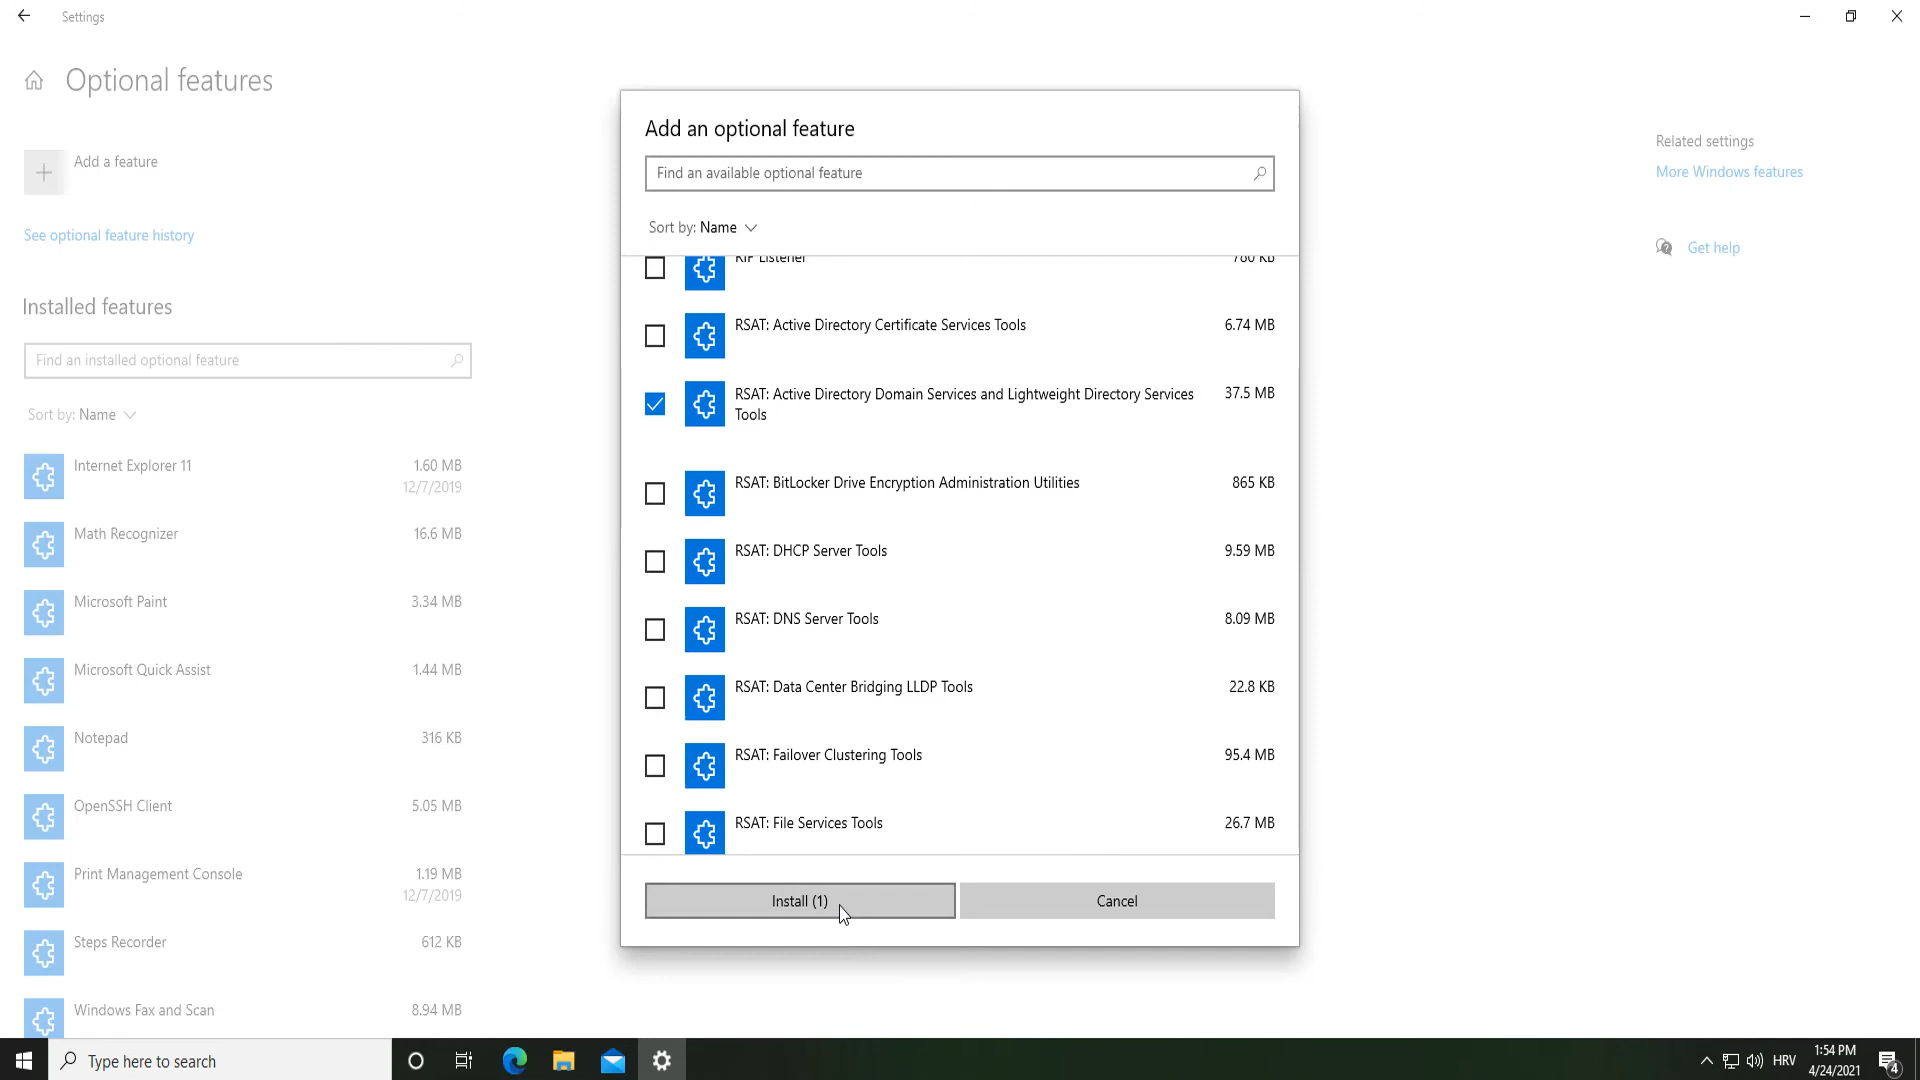 Settings
Optional features
Add a feature
See optional feature history
Installed features
Find an installed optional feature
Sort by: Name
Internet Explorer 11 1.60 MB
12/7/2019
Math Recognizer 16.6 MB
Microsoft Paint 3.34 MB
Microsoft Quick Assist 1.44 MB
Notepad 316 KB
OpenSSH Client 5.05 MB
Print Management Console 1.19 MB
12/7/2019
Steps Recorder 612 KB
Windows Fax and Scan 8.94 MB
Add an optional feature
Find an available optional feature
Sort by: Name
RIP Listener 780 KB
RSAT: Active Directory Certificate Services Tools 6.74 MB
RSAT: Active Directory Domain Services and Lightweight Directory Services 37.5 MB
Tools
RSAT: BitLocker Drive Encryption Administration Utilities 865 KB
RSAT: DHCP Server Tools 9.59 MB
RSAT: DNS Server Tools 8.09 MB
RSAT: Data Center Bridging LLDP Tools 22.8 KB
RSAT: Failover Clustering Tools 95.4 MB
RSAT: File Services Tools 26.7 MB
Install (1) Cancel
Related settings
More Windows features
Get help
Type here to search
HRV
1:54 PM
4/24/2021
4